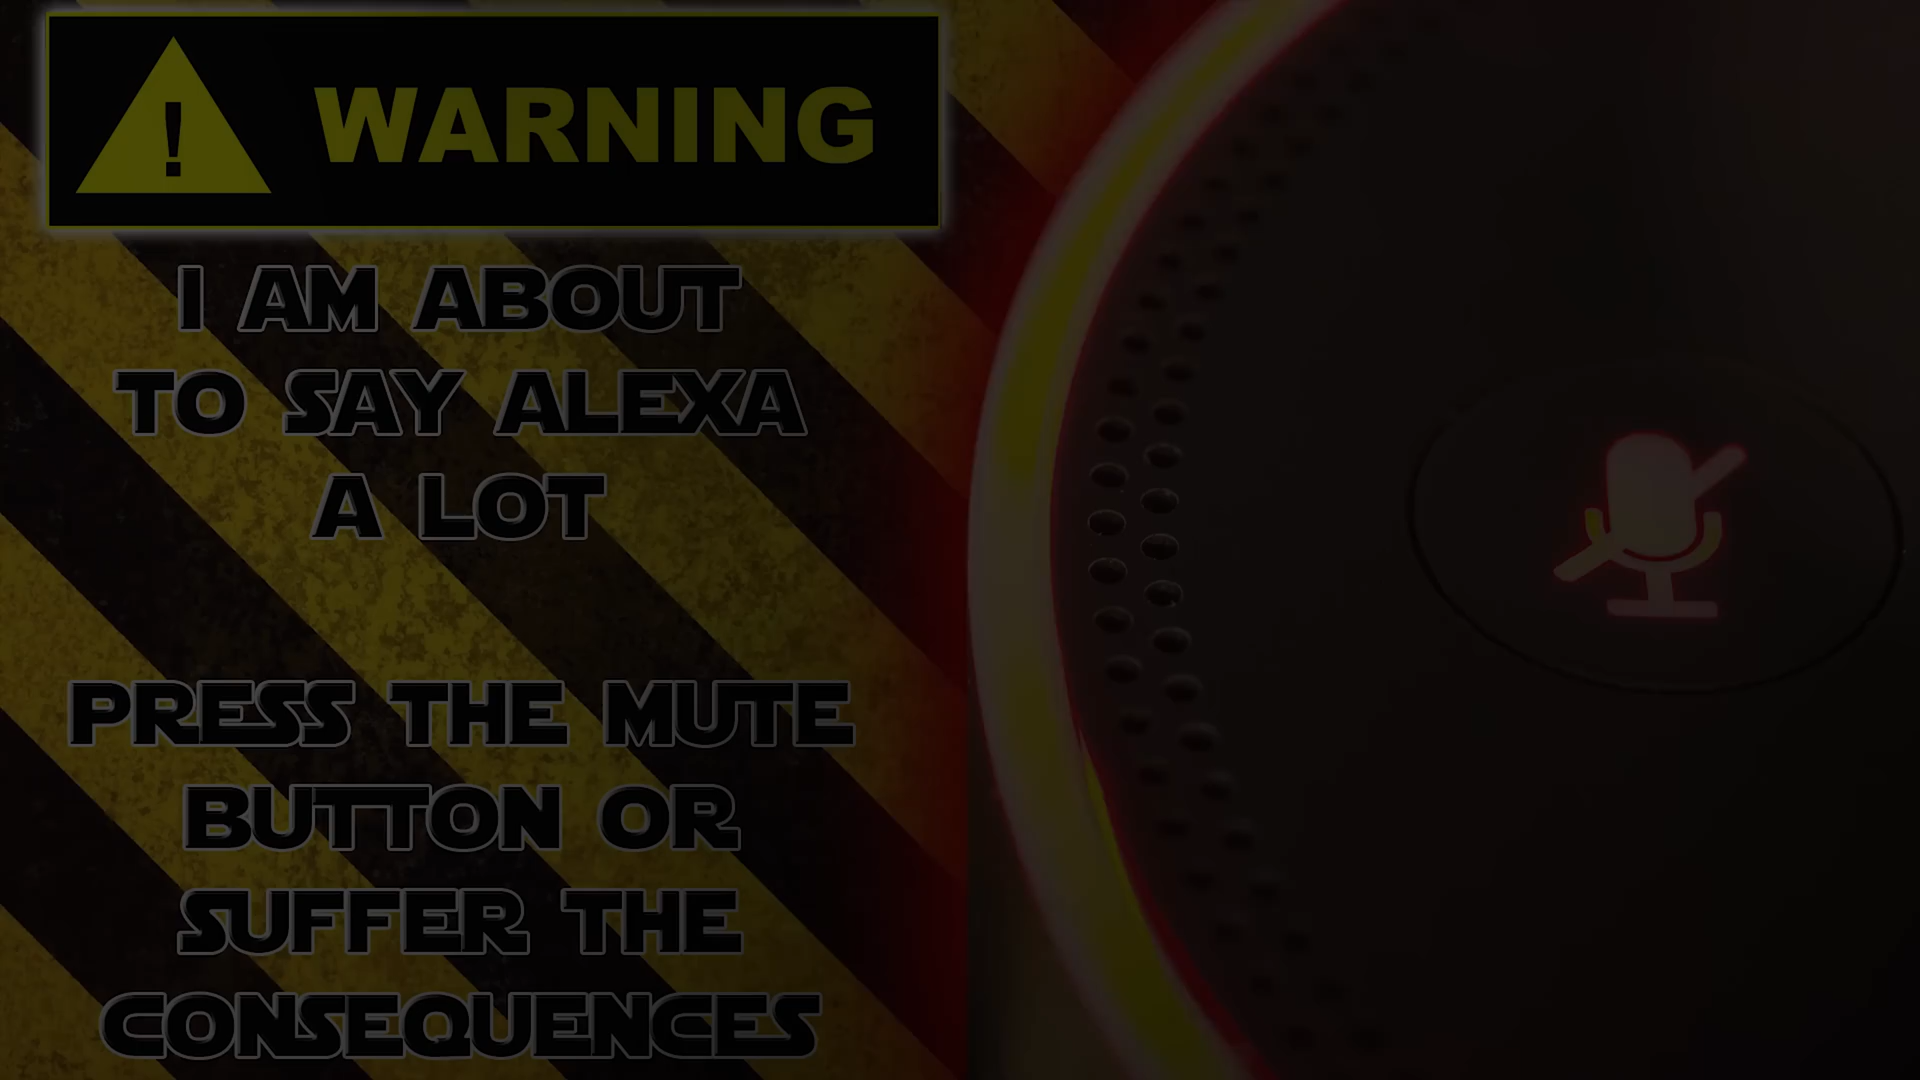 ! WARNING
I AM ABOUT
TO SAY ALEXA
A LOT
PRESS THE MUTE
BUTTON OR
SUFFER THE
CONSEQUENCES